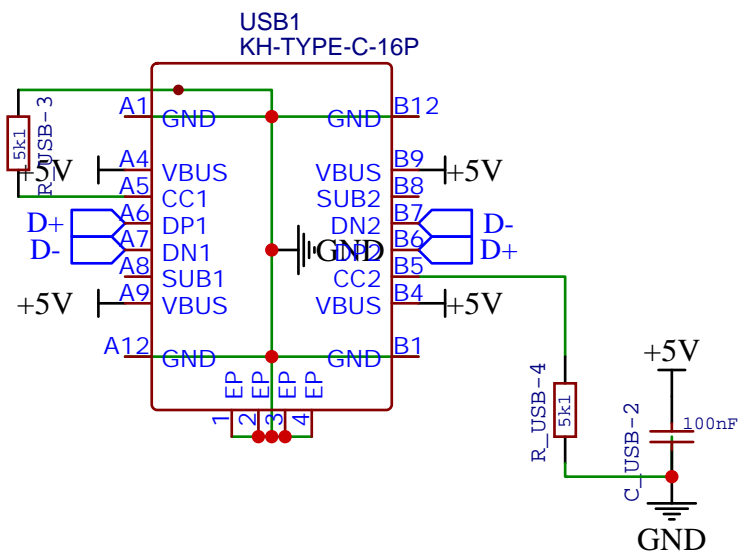 USB1
KH-TYPE-C-16P
A1
GND
GND
B12
R_USB-3
5k1
+5V
A4
VBUS
VBUS
B9
+5V
A5
CC1
SUB2
B8
D+
A6
DP1
DN2
B7
D-
D-
A7
DN1
GND
DP2
B6
D+
A8
SUB1
CC2
B5
+5V
A9
VBUS
VBUS
B4
+5V
A12
GND
GND
B1
EP
EP
EP
EP
1
2
3
4
R_USB-4
5k1
+5V
C_USB-2
100nF
GND